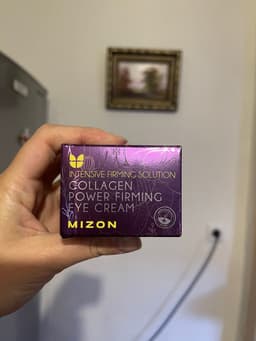 INTENSIVE FIRMING SOLUTION
COLLAGEN
POWER FIRMING
EYE CREAM
MIZON